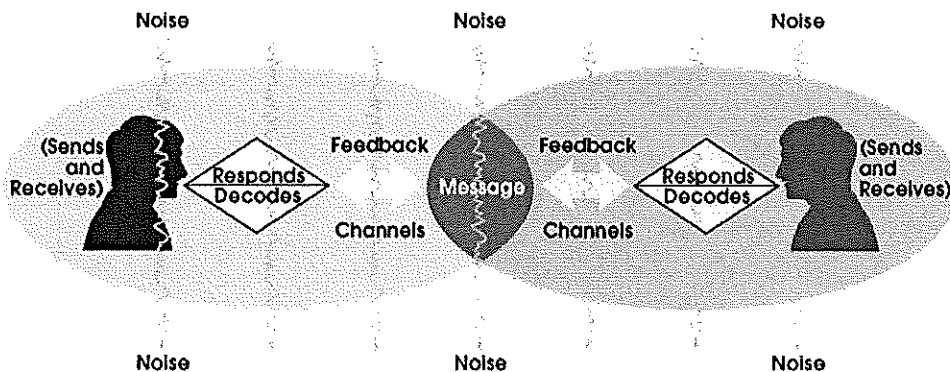 Noise Noise Noise
(Sends and Receives)
Responds
Decodes
Feedback
Channels
Message
Feedback
Channels
Responds
Decodes
(Sends and Receives)
Noise Noise Noise